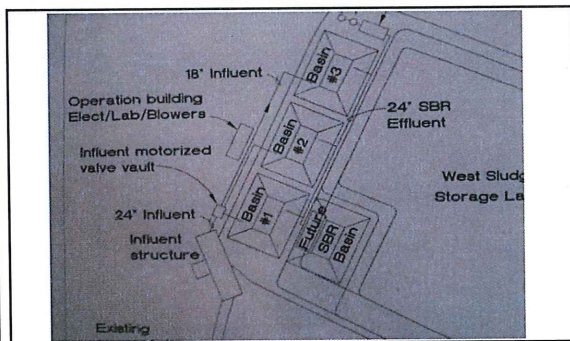 18" Influent
Basin
#3
Operation building
Elect/Lab/Blowers
24" SBR
Effluent
Basin
#2
Influent motorized
valve vault
West Sludg
Storage La
24" Influent
Basin
#1
Influent
structure
Future
SBR
Basin
Existing